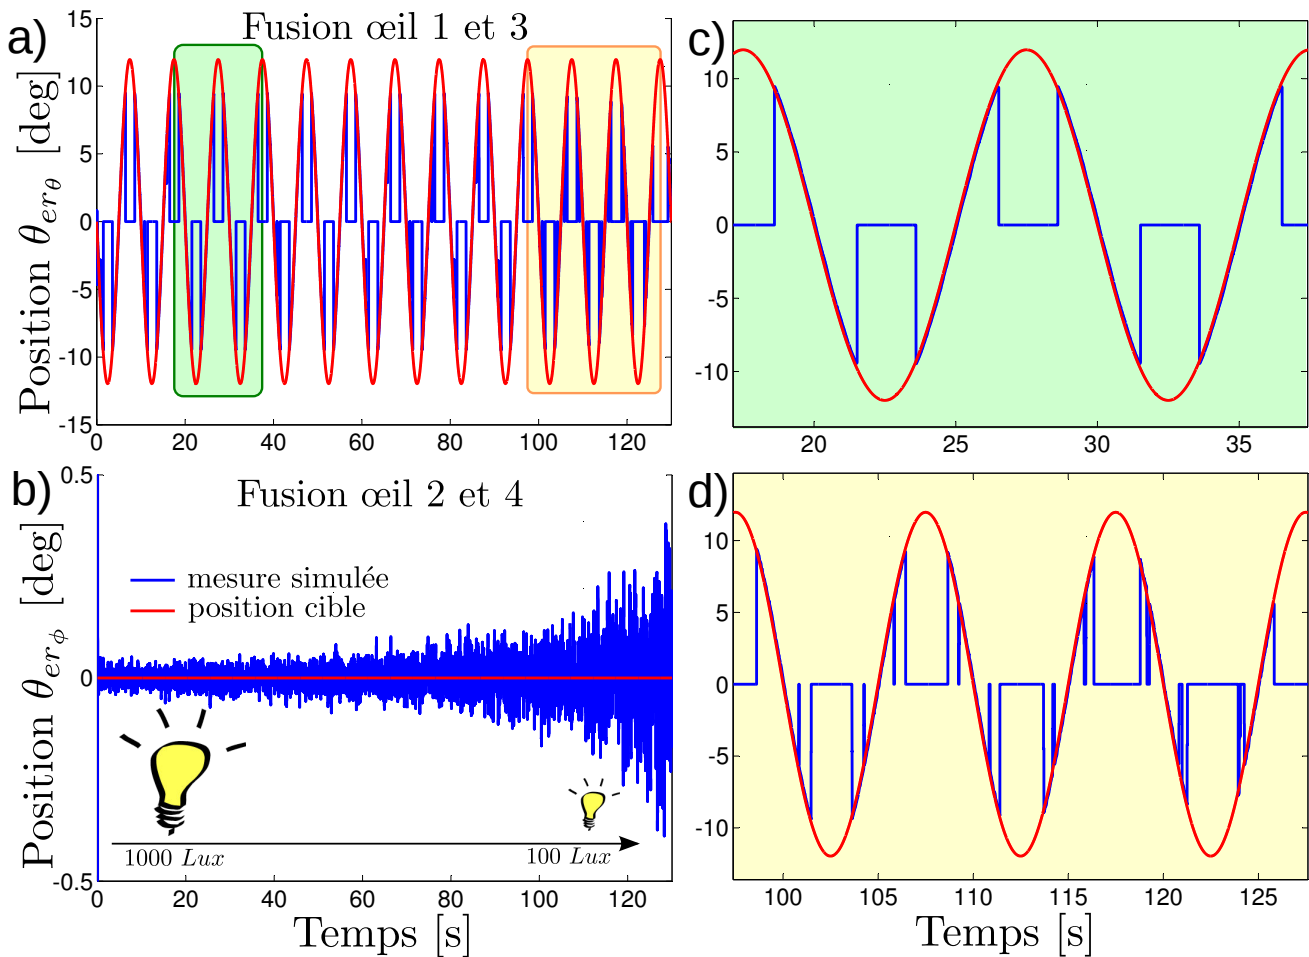 a)
Fusion œil 1 et 3
Position θ_{er_θ} [deg]
15
10
5
0
-5
-10
-15
0 20 40 60 80 100 120
c)
10
5
0
-5
-10
20 25 30 35
b)
Fusion œil 2 et 4
Position θ_{er_ϕ} [deg]
0.5
0
-0.5
mesure simulée
position cible
1000 Lux
100 Lux
0 20 40 60 80 100 120
Temps [s]
d)
10
5
0
-5
-10
100 105 110 115 120 125
Temps [s]